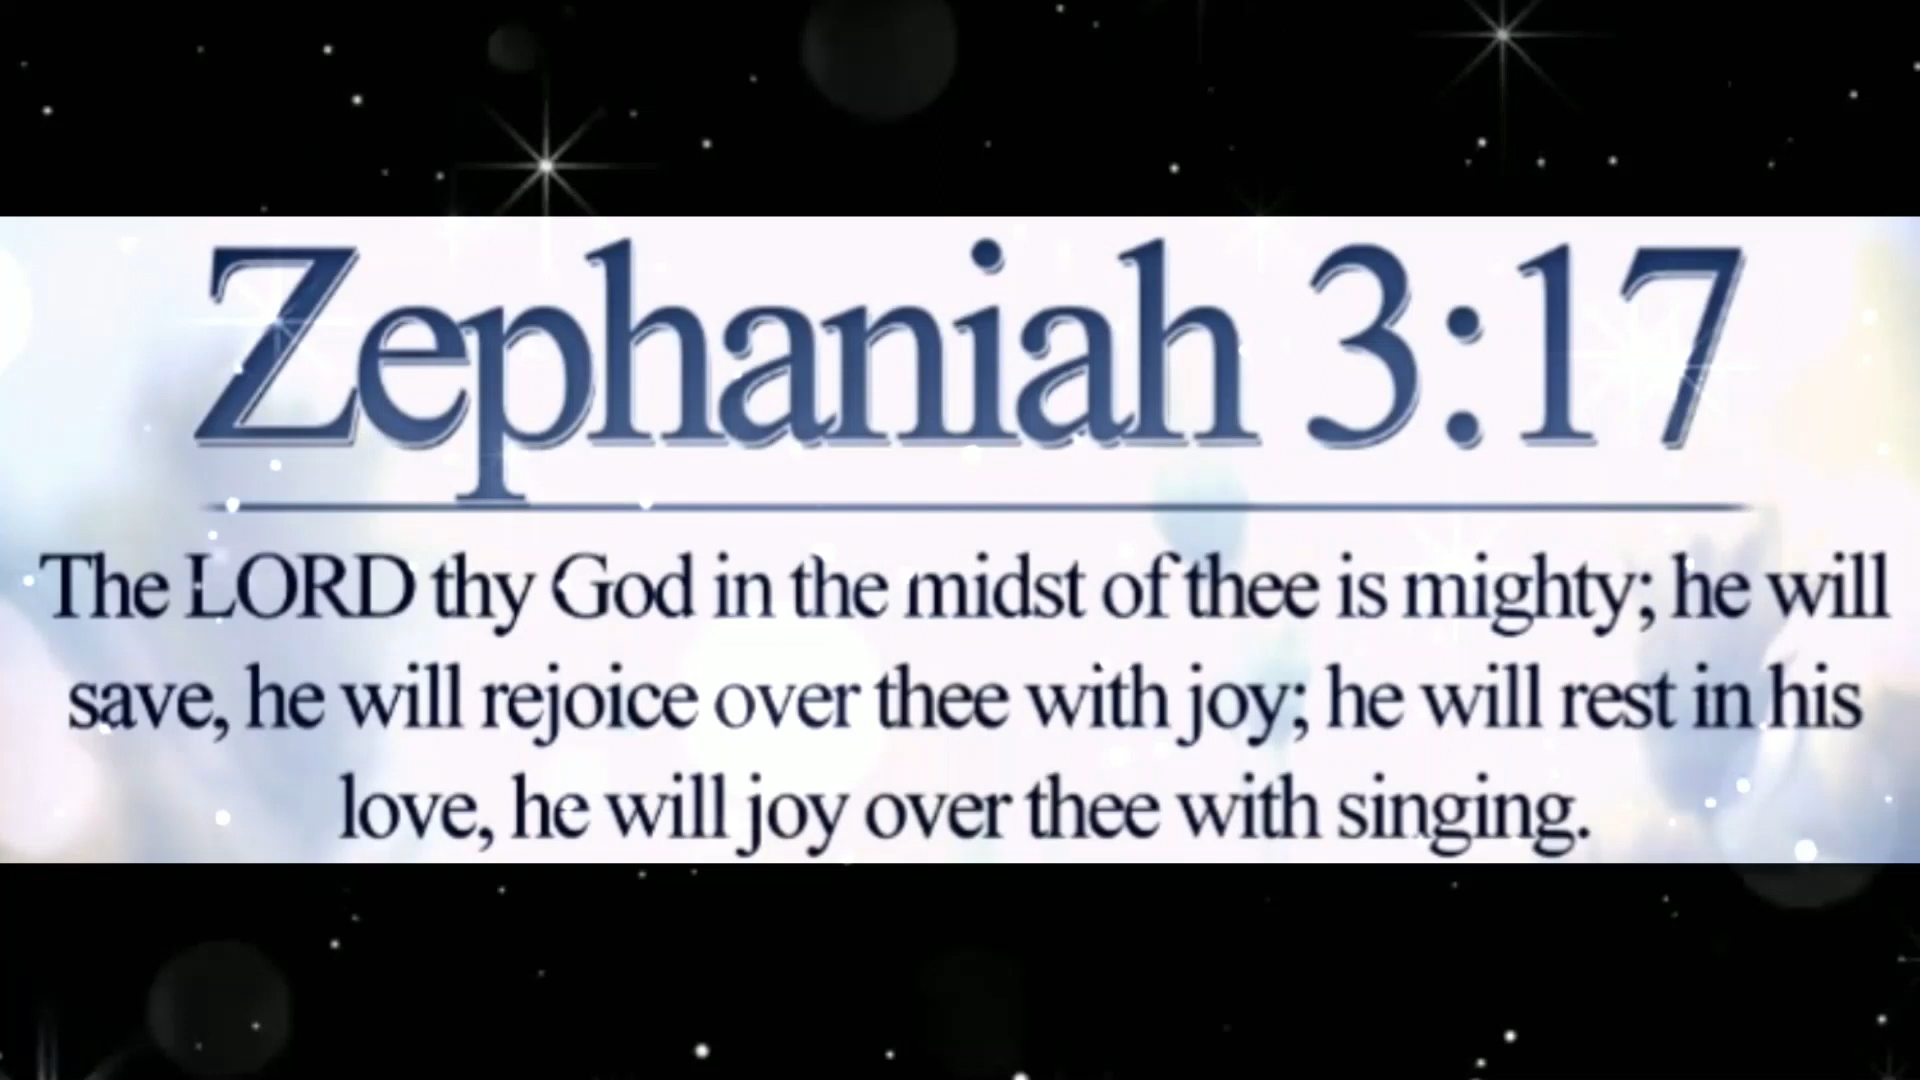 Zephaniah 3:17
The LORD thy God in the midst of thee is mighty; he will
save, he will rejoice over thee with joy; he will rest in his
love, he will joy over thee with singing.